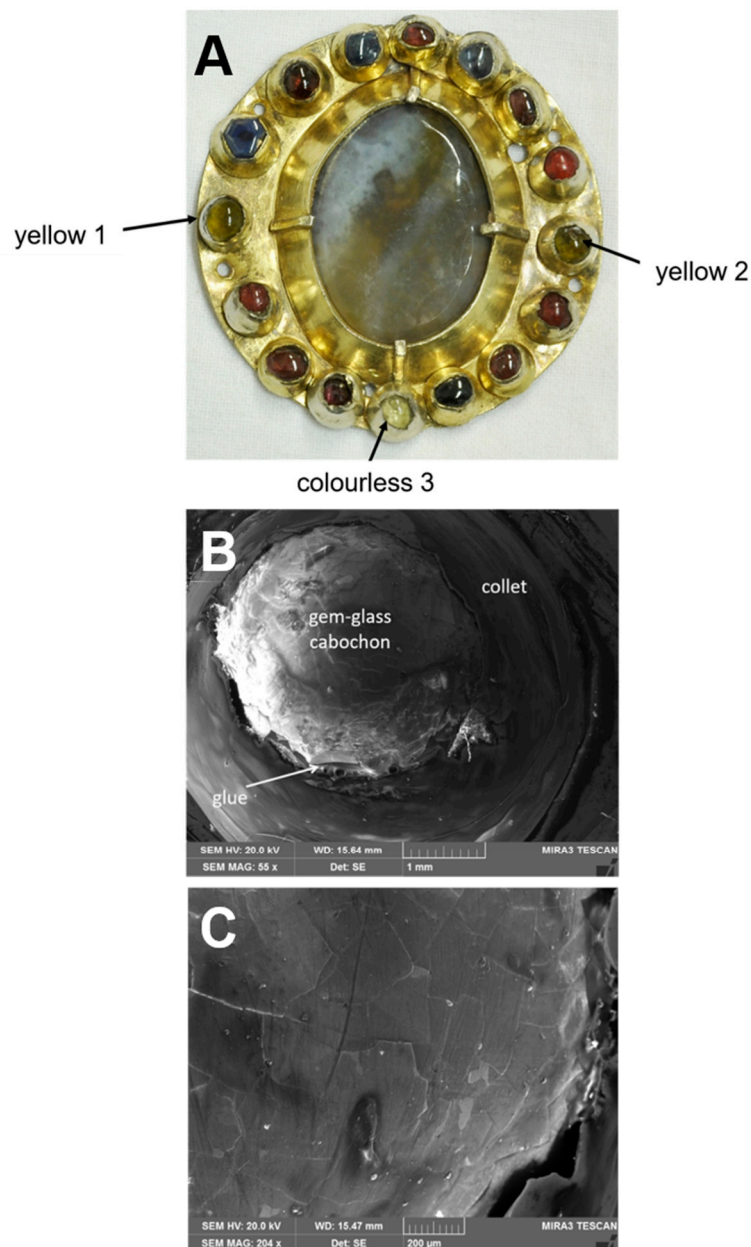 A
yellow 1
yellow 2
colourless 3
B
collet
gem-glass
cabochon
glue
SEM HV: 20.0 kV WD: 15.64 mm MIRA3 TESCAN
SEM MAG: 55 x Det: SE 1 mm
C
SEM HV: 20.0 kV WD: 15.47 mm MIRA3 TESCAN
SEM MAG: 204 x Det: SE 200 µm